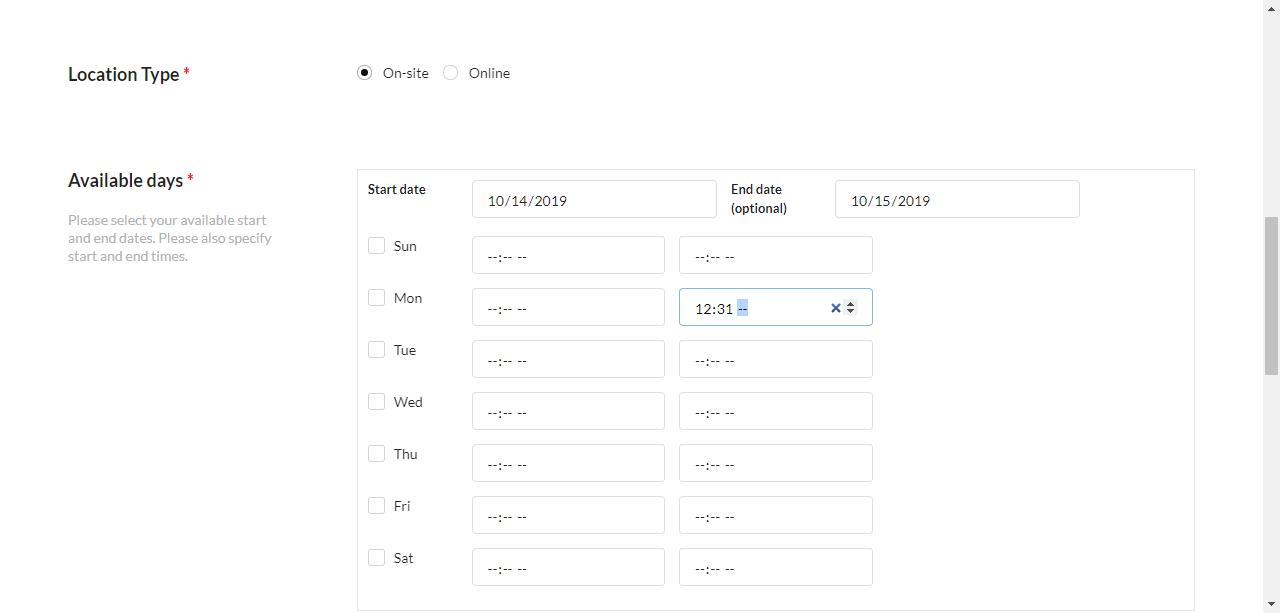 Location Type *
On-site Online
Available days *
Please select your available start
and end dates. Please also specify
start and end times.
Start date 10/14/2019 End date
(optional) 10/15/2019
Sun --:-- -- --:-- --
Mon --:-- -- 12:31 --
Tue --:-- -- --:-- --
Wed --:-- -- --:-- --
Thu --:-- -- --:-- --
Fri --:-- -- --:-- --
Sat --:-- -- --:-- --